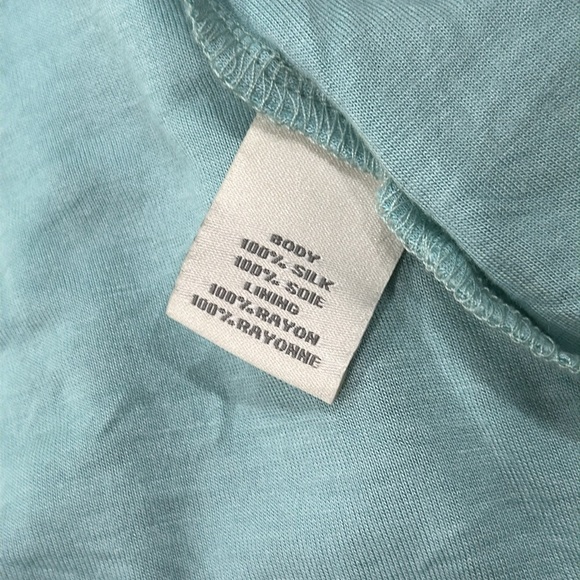 BODY
100% SILK
100% SOIE
LINING
100% RAYON
100% RAYONNE